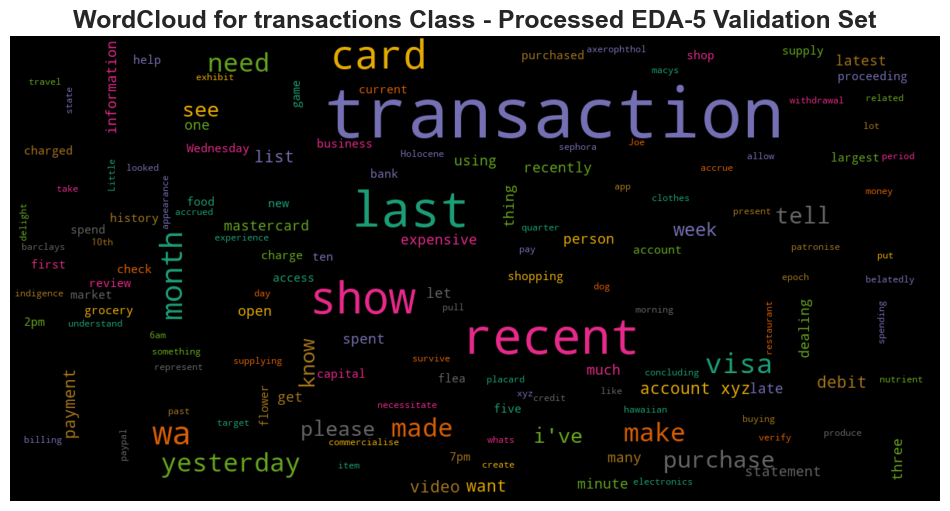 WordCloud for transactions Class - Processed EDA-5 Validation Set
information
help
need
card
purchased
axerophthol
shop
supply
latest
travel
state
exhibit
game
current
macys
proceeding
see
one
transaction
withdrawal
related
lot
charged
Little
looked
Wednesday
list
business
Holocene
bank
using
recently
sephora
Joe
allow
largest
period
accrue
take
appearance
food
new
last
thing
app
clothes
present
money
delight
history
accrued
mastercard
quarter
tell
spend
experience
expensive
pay
person
week
barclays
10th
month
charge
ten
account
patronise
put
first
check
access
shopping
epoch
belatedly
review
day
show
let
dog
indigence
market
grocery
open
pull
morning
spending
2pm
understand
6am
spent
recent
restaurant
dealing
something
supplying
know
survive
visa
represent
capital
flea
placard
much
concluding
payment
flower
get
xyz
credit
like
account xyz
late
debit
nutrient
past
necessitate
five
hawaiian
buying
target
please
made
i've
make
verify
produce
billing
paypal
wa
commercialise
whats
three
yesterday
item
7pm
create
many
purchase
statement
video
want
minute
electronics